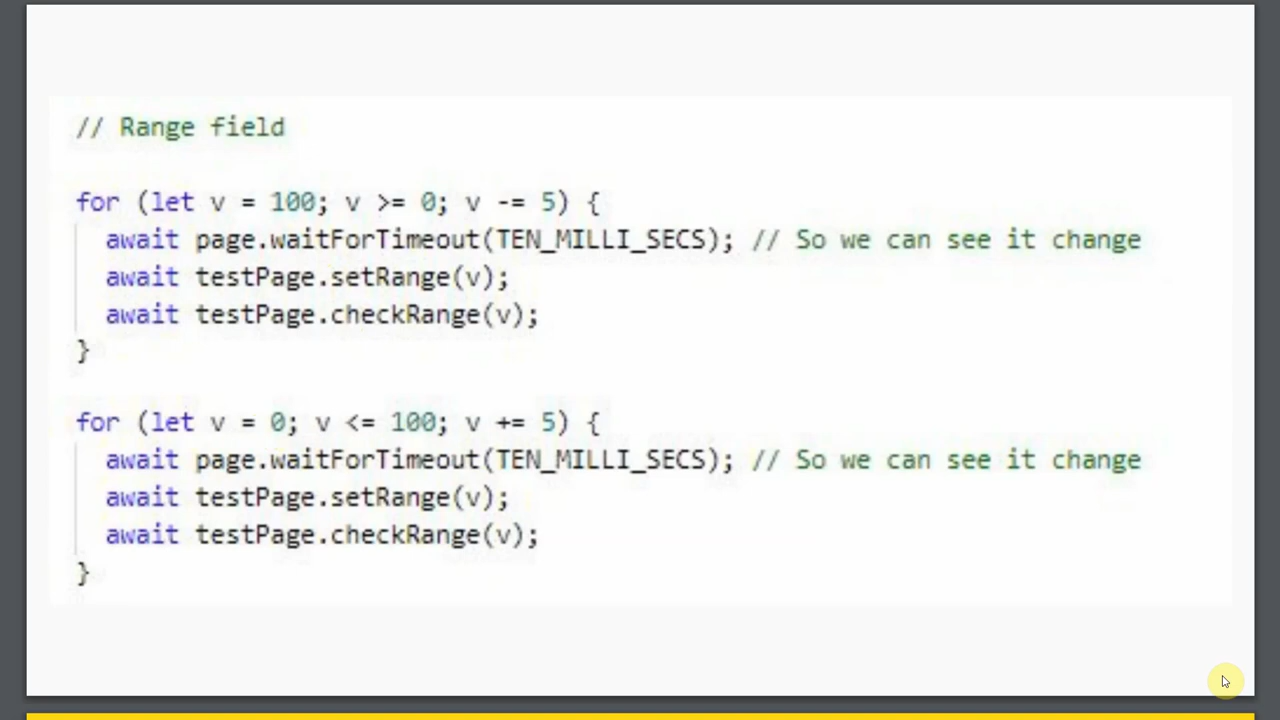 // Range field
for (let v = 100; v >= 0; v -= 5) {
await page.waitForTimeout(TEN_MILLI_SECS); // So we can see it change
await testPage.setRange(v);
await testPage.checkRange(v);
}
for (let v = 0; v <= 100; v += 5) {
await page.waitForTimeout(TEN_MILLI_SECS); // So we can see it change
await testPage.setRange(v);
await testPage.checkRange(v);
}